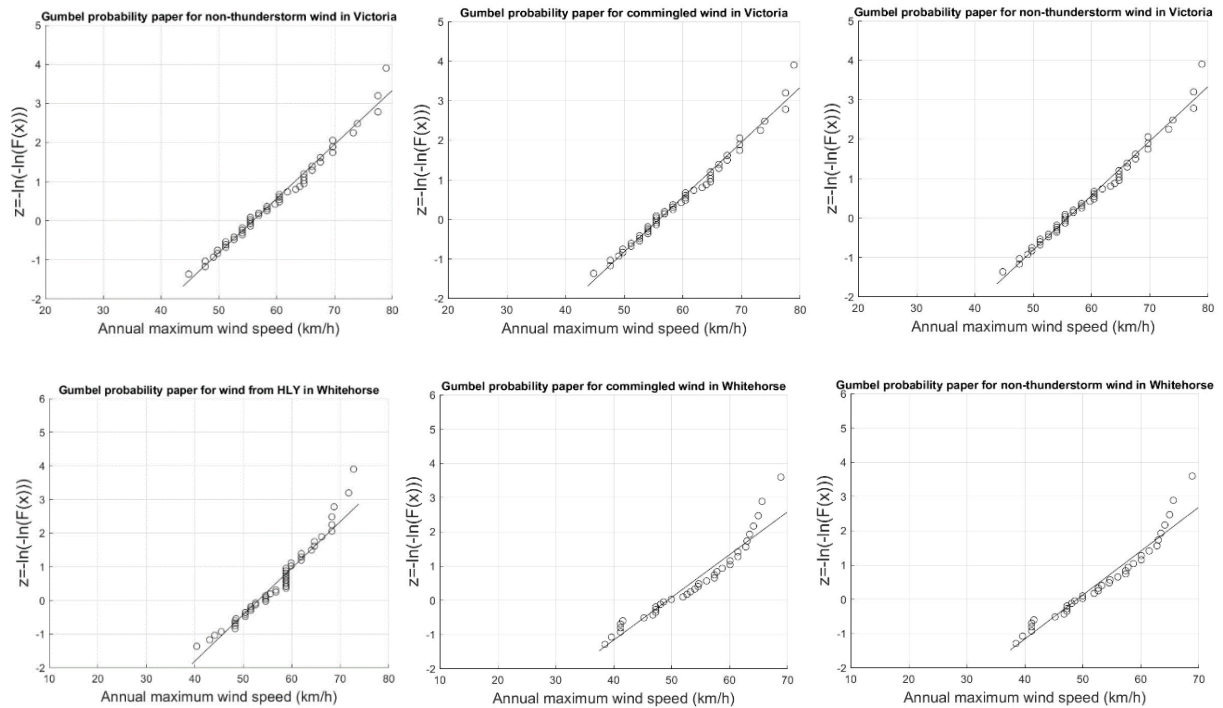 Gumbel probability paper for non-thunderstorm wind in Victoria
5
4
3
2
1
0
-1
-2
z=-ln(-ln(F(x)))
20 30 40 50 60 70 80
Annual maximum wind speed (km/h)
Gumbel probability paper for commingled wind in Victoria
5
4
3
2
1
0
-1
-2
z=-ln(-ln(F(x)))
20 30 40 50 60 70 80
Annual maximum wind speed (km/h)
Gumbel probability paper for non-thunderstorm wind in Victoria
5
4
3
2
1
0
-1
-2
z=-ln(-ln(F(x)))
20 30 40 50 60 70 80
Annual maximum wind speed (km/h)
Gumbel probability paper for wind from HLY in Whitehorse
6
5
4
3
2
1
0
-1
-2
z=-ln(-ln(F(x)))
10 20 30 40 50 60 70 80
Annual maximum wind speed (km/h)
Gumbel probability paper for commingled wind in Whitehorse
6
5
4
3
2
1
0
-1
-2
z=-ln(-ln(F(x)))
10 20 30 40 50 60 70
Annual maximum wind speed (km/h)
Gumbel probability paper for non-thunderstorm wind in Whitehorse
6
5
4
3
2
1
0
-1
-2
z=-ln(-ln(F(x)))
10 20 30 40 50 60 70
Annual maximum wind speed (km/h)